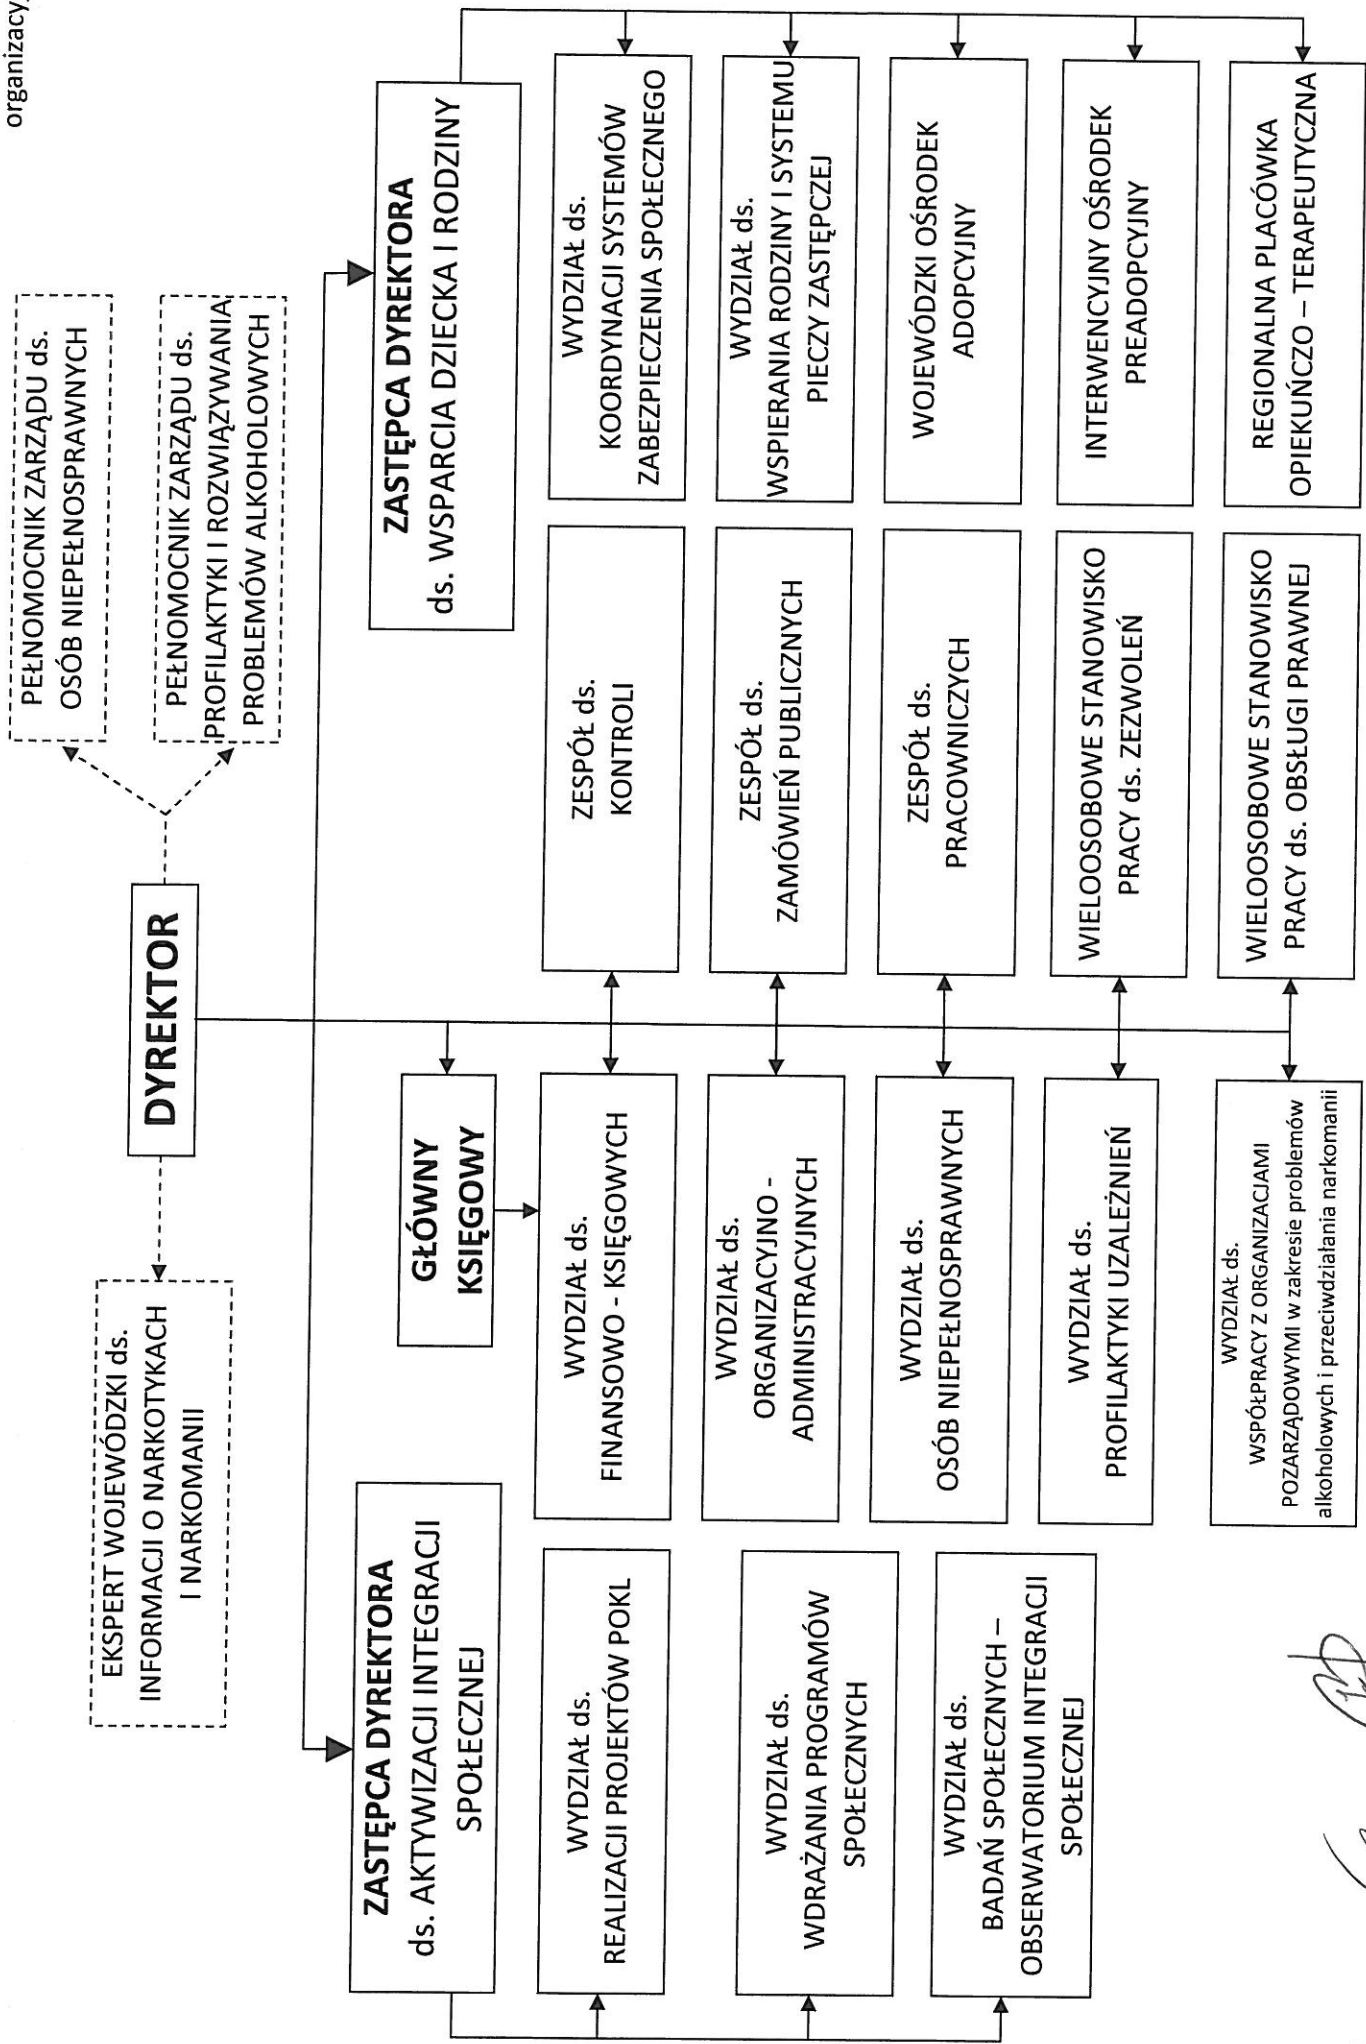 organizacy
PEŁNOMOCNIK ZARZĄDU ds.
OSÓB NIEPEŁNOSPRAWNYCH
PEŁNOMOCNIK ZARZĄDU ds.
PROFILAKTYKI I ROZWIĄZYWANIA
PROBLEMÓW ALKOHOLOWYCH
DYREKTOR
EKSPERT WOJEWÓDZKI ds.
INFORMACJI O NARKOTYKACH
I NARKOMANII
ZASTĘPCA DYREKTORA
ds. AKTYWIZACJI INTEGRACJI
SPOŁECZNEJ
GŁÓWNY
KSIĘGOWY
ZASTĘPCA DYREKTORA
ds. WSPARCIA DZIECKA I RODZINY
WYDZIAŁ ds.
REALIZACJI PROJEKTÓW POKL
WYDZIAŁ ds.
WDRAŻANIA PROGRAMÓW
SPOŁECZNYCH
WYDZIAŁ ds.
BADAŃ SPOŁECZNYCH –
OBSERWATORIUM INTEGRACJI
SPOŁECZNEJ
WYDZIAŁ ds.
FINANSOWO - KSIĘGOWYCH
WYDZIAŁ ds.
ORGANIZACYJNO -
ADMINISTRACYJNYCH
WYDZIAŁ ds.
OSÓB NIEPEŁNOSPRAWNYCH
WYDZIAŁ ds.
PROFILAKTYKI UZALEŻNIEŃ
WYDZIAŁ ds.
WSPÓŁPRACY Z ORGANIZACJAMI
POZARZĄDOWYMI w zakresie problemów
alkoholowych i przeciwdziałania narkomanii
ZESPÓŁ ds.
KONTROLI
ZESPÓŁ ds.
ZAMÓWIEŃ PUBLICZNYCH
ZESPÓŁ ds.
PRACOWNICZYCH
WIELOOSOBOWE STANOWISKO
PRACY ds. ZEZWOLEŃ
WIELOOSOBOWE STANOWISKO
PRACY ds. OBSŁUGI PRAWNEJ
WYDZIAŁ ds.
KOORDYNACJI SYSTEMÓW
ZABEZPIECZENIA SPOŁECZNEGO
WYDZIAŁ ds.
WSPIERANIA RODZINY I SYSTEMU
PIECZY ZASTĘPCZEJ
WOJEWÓDZKI OŚRODEK
ADOPCYJNY
INTERWENCYJNY OŚRODEK
PREADOPCYJNY
REGIONALNA PLACÓWKA
OPIEKUŃCZO – TERAPEUTYCZNA